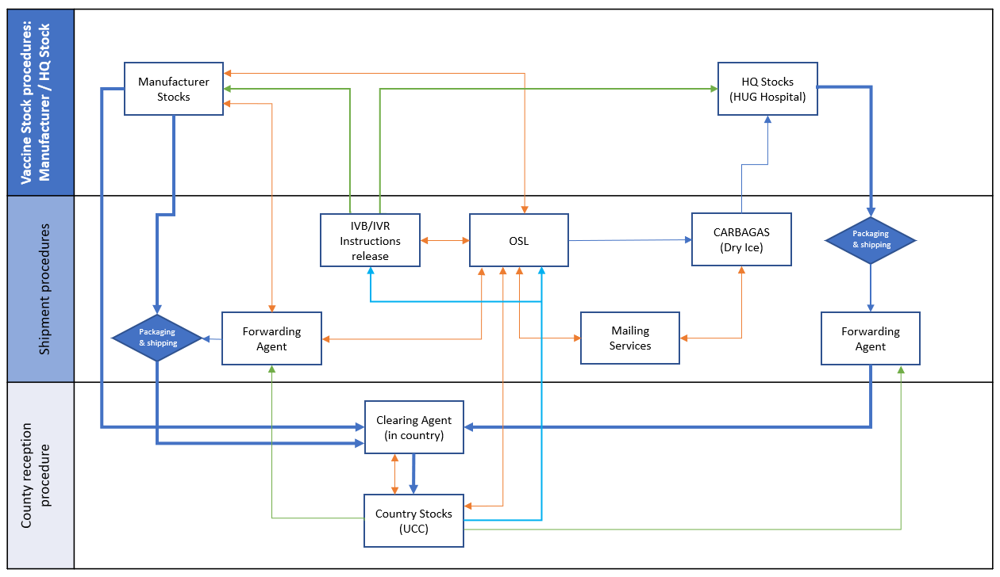 Vaccine Stock procedures:
Manufacturer / HQ Stock
Manufacturer
Stocks
HQ Stocks
(HUG Hospital)
Shipment procedures
IVB/IVR
Instructions
release
OSL
CARBAGAS
(Dry Ice)
Packaging
& shipping
Packaging
& shipping
Forwarding
Agent
Mailing
Services
Forwarding
Agent
County reception
procedure
Clearing Agent
(in country)
Country Stocks
(UCC)